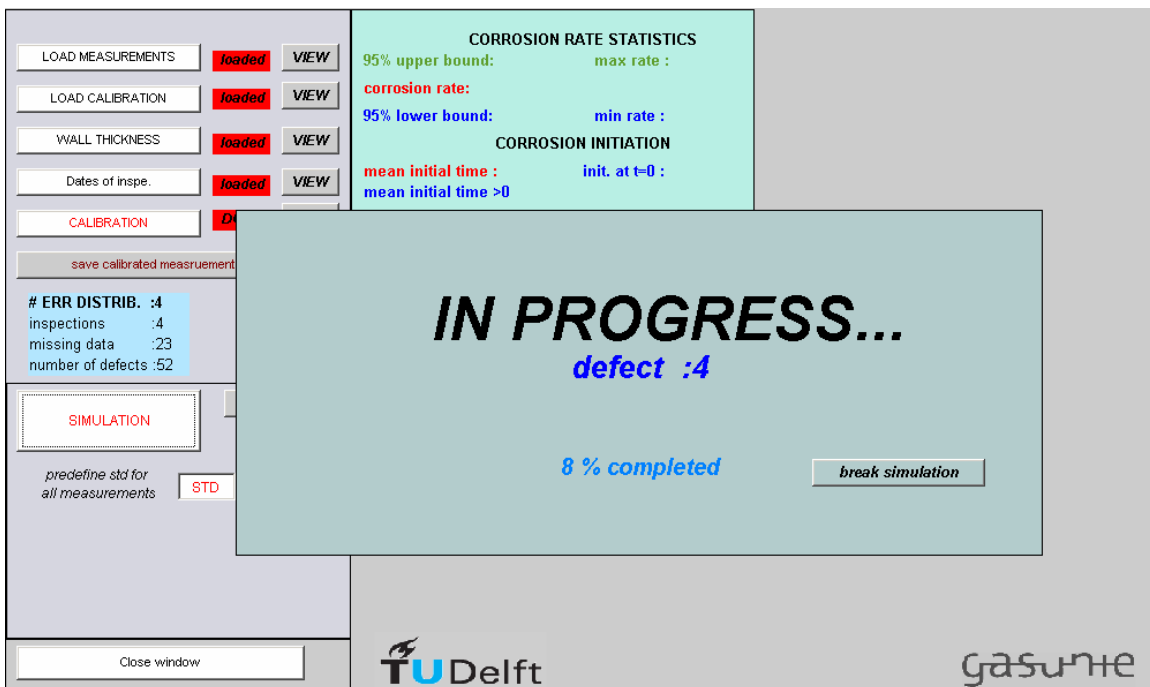 LOAD MEASUREMENTS loaded VIEW
LOAD CALIBRATION loaded VIEW
WALL THICKNESS loaded VIEW
Dates of inspe. loaded VIEW
CALIBRATION
save calibrated measruement
# ERR DISTRIB. :4
inspections :4
missing data :23
number of defects :52
SIMULATION
predefine std for
all measurements
STD
Close window
CORROSION RATE STATISTICS
95% upper bound: max rate :
corrosion rate:
95% lower bound: min rate :
CORROSION INITIATION
mean initial time : init. at t=0 :
mean initial time >0
IN PROGRESS...
defect :4
8 % completed
break simulation
TU Delft
gasunie